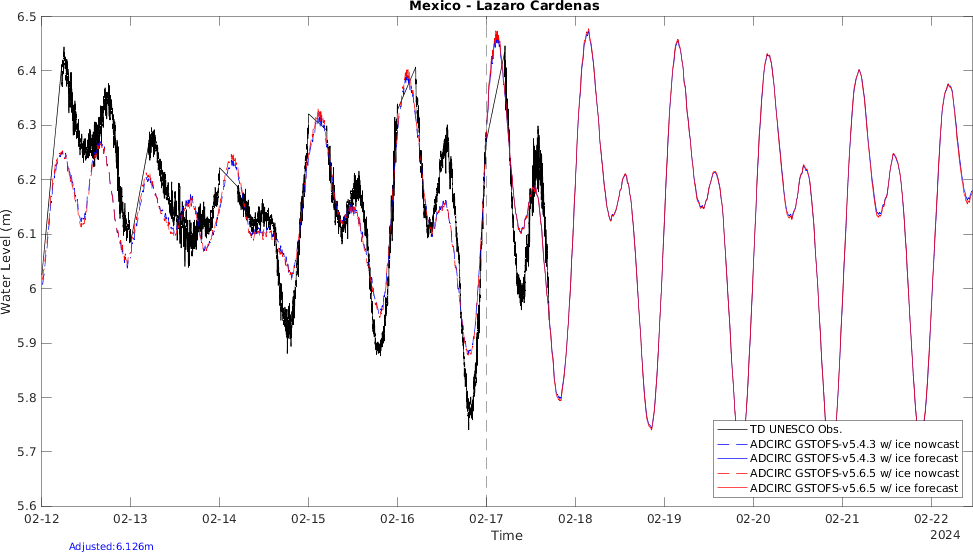 Mexico - Lazaro Cardenas
6.5
6.4
6.3
6.2
6.1
6
5.9
5.8
5.7
5.6
Water Level (m)
TD UNESCO Obs.
ADCIRC GSTOFS-v5.4.3 w/ ice nowcast
ADCIRC GSTOFS-v5.4.3 w/ ice forecast
ADCIRC GSTOFS-v5.6.5 w/ ice nowcast
ADCIRC GSTOFS-v5.6.5 w/ ice forecast
02-12 02-13 02-14 02-15 02-16 02-17 02-18 02-19 02-20 02-21 02-22
Time
2024
Adjusted:6.126m